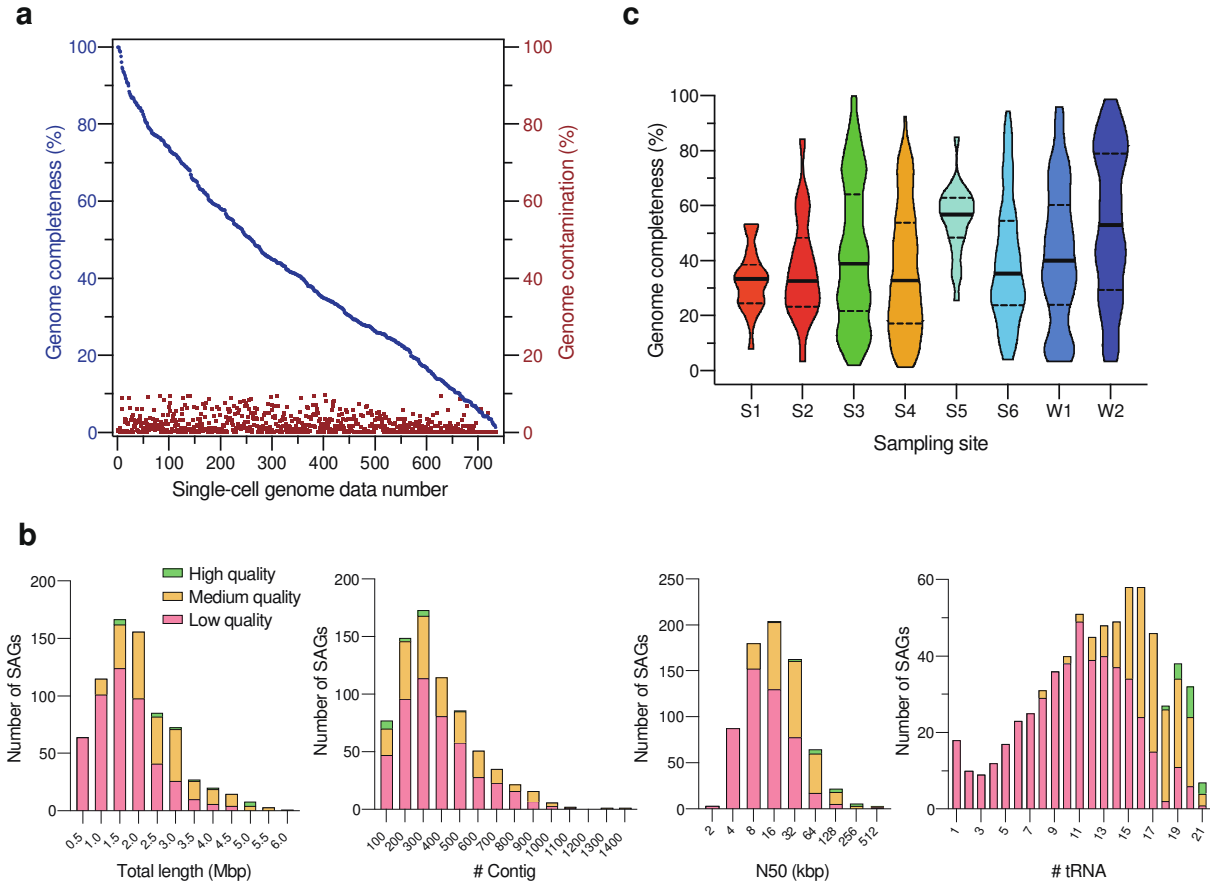 a
100
80
60
40
20
0
Genome completeness (%)
100
80
60
40
20
0
Genome contamination (%)
0 100 200 300 400 500 600 700
Single-cell genome data number
c
100
80
60
40
20
0
Genome completeness (%)
S1 S2 S3 S4 S5 S6 W1 W2
Sampling site
b
High quality
Medium quality
Low quality
200
150
100
50
0
Number of SAGs
0.5 1.0 1.5 2.0 2.5 3.0 3.5 4.0 4.5 5.0 5.5 6.0
Total length (Mbp)
200
150
100
50
0
Number of SAGs
100 200 300 400 500 600 700 800 900 1000 1100 1200 1300 1400
# Contig
250
200
150
100
50
0
Number of SAGs
2 4 8 16 32 64 128 256 512
N50 (kbp)
60
40
20
0
Number of SAGs
1 3 5 7 9 11 13 15 17 19 21
# tRNA